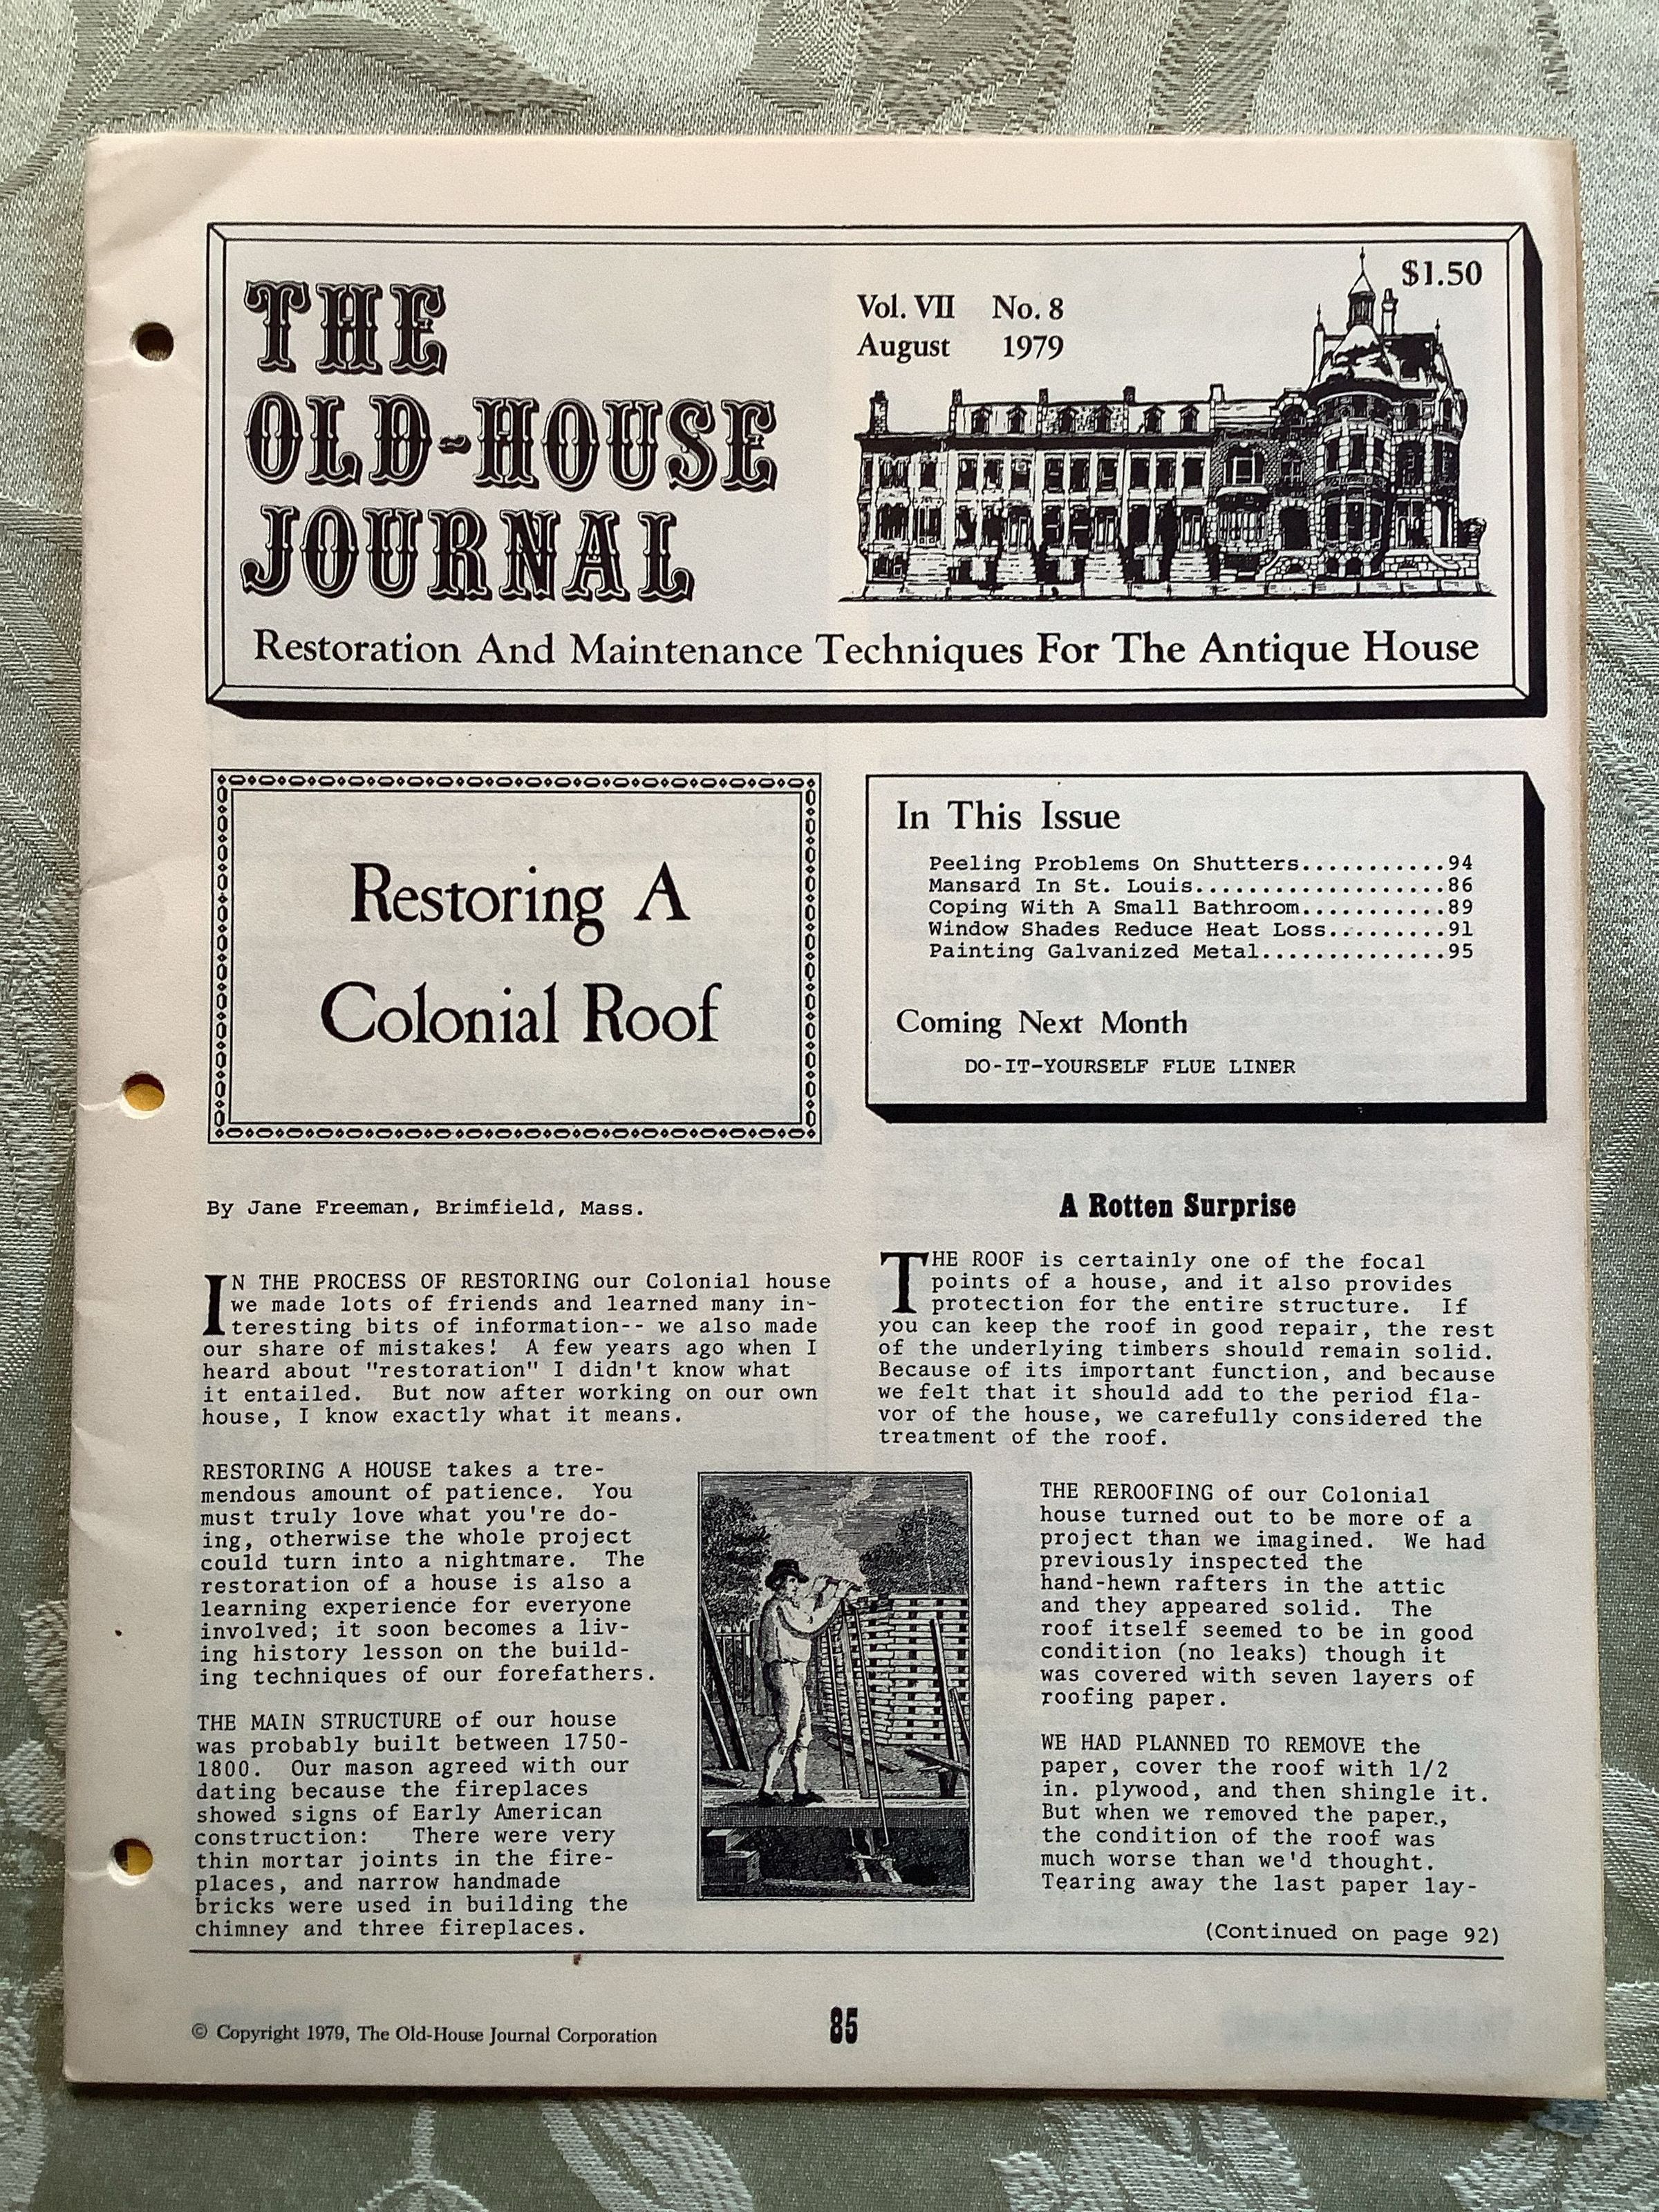 THE
OLD-HOUSE
JOURNAL
Vol. VII No. 8
August 1979
$1.50
Restoration And Maintenance Techniques For The Antique House
Restoring A
Colonial Roof
In This Issue
Peeling Problems On Shutters...........94
Mansard In St. Louis...................86
Coping With A Small Bathroom...........89
Window Shades Reduce Heat Loss.........91
Painting Galvanized Metal..............95
Coming Next Month
DO-IT-YOURSELF FLUE LINER
By Jane Freeman, Brimfield, Mass.
IN THE PROCESS OF RESTORING our Colonial house
we made lots of friends and learned many in-
teresting bits of information-- we also made
our share of mistakes! A few years ago when I
heard about "restoration" I didn't know what
it entailed. But now after working on our own
house, I know exactly what it means.
RESTORING A HOUSE takes a tre-
mendous amount of patience. You
must truly love what you're do-
ing, otherwise the whole project
could turn into a nightmare. The
restoration of a house is also a
learning experience for everyone
involved; it soon becomes a liv-
ing history lesson on the build-
ing techniques of our forefathers.
THE MAIN STRUCTURE of our house
was probably built between 1750-
1800. Our mason agreed with our
dating because the fireplaces
showed signs of Early American
construction: There were very
thin mortar joints in the fire-
places, and narrow handmade
bricks were used in building the
chimney and three fireplaces.
A Rotten Surprise
THE ROOF is certainly one of the focal
points of a house, and it also provides
protection for the entire structure. If
you can keep the roof in good repair, the rest
of the underlying timbers should remain solid.
Because of its important function, and because
we felt that it should add to the period fla-
vor of the house, we carefully considered the
treatment of the roof.
THE REROOFING of our Colonial
house turned out to be more of a
project than we imagined. We had
previously inspected the
hand-hewn rafters in the attic
and they appeared solid. The
roof itself seemed to be in good
condition (no leaks) though it
was covered with seven layers of
roofing paper.
WE HAD PLANNED TO REMOVE the
paper, cover the roof with 1/2
in. plywood, and then shingle it.
But when we removed the paper,
the condition of the roof was
much worse than we'd thought.
Tearing away the last paper lay-
(Continued on page 92)
© Copyright 1979, The Old-House Journal Corporation
85